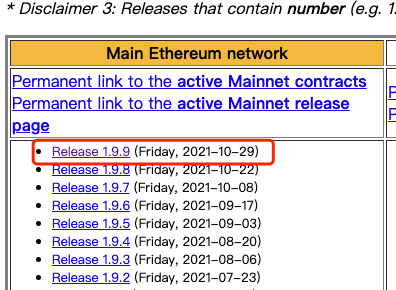 * Disclaimer 3: Releases that contain number (e.g. 1.
Main Ethereum network
Permanent link to the active Mainnet contracts
Permanent link to the active Mainnet release
page
P
P
Release 1.9.9 (Friday, 2021-10-29)
Release 1.9.8 (Friday, 2021-10-22)
Release 1.9.7 (Friday, 2021-10-08)
Release 1.9.6 (Friday, 2021-09-17)
Release 1.9.5 (Friday, 2021-09-03)
Release 1.9.4 (Friday, 2021-08-20)
Release 1.9.3 (Friday, 2021-08-06)
Release 1.9.2 (Friday, 2021-07-23)